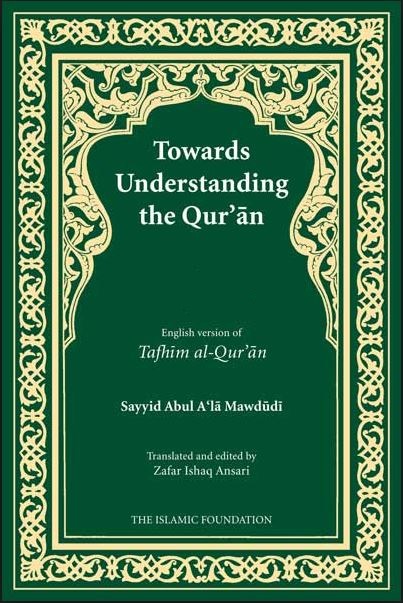 Towards
Understanding
the Qur’ān
English version of
Tafhīm al-Qur’ān
Sayyid Abul A‘lā Mawdūdī
Translated and edited by
Zafar Ishaq Ansari
THE ISLAMIC FOUNDATION